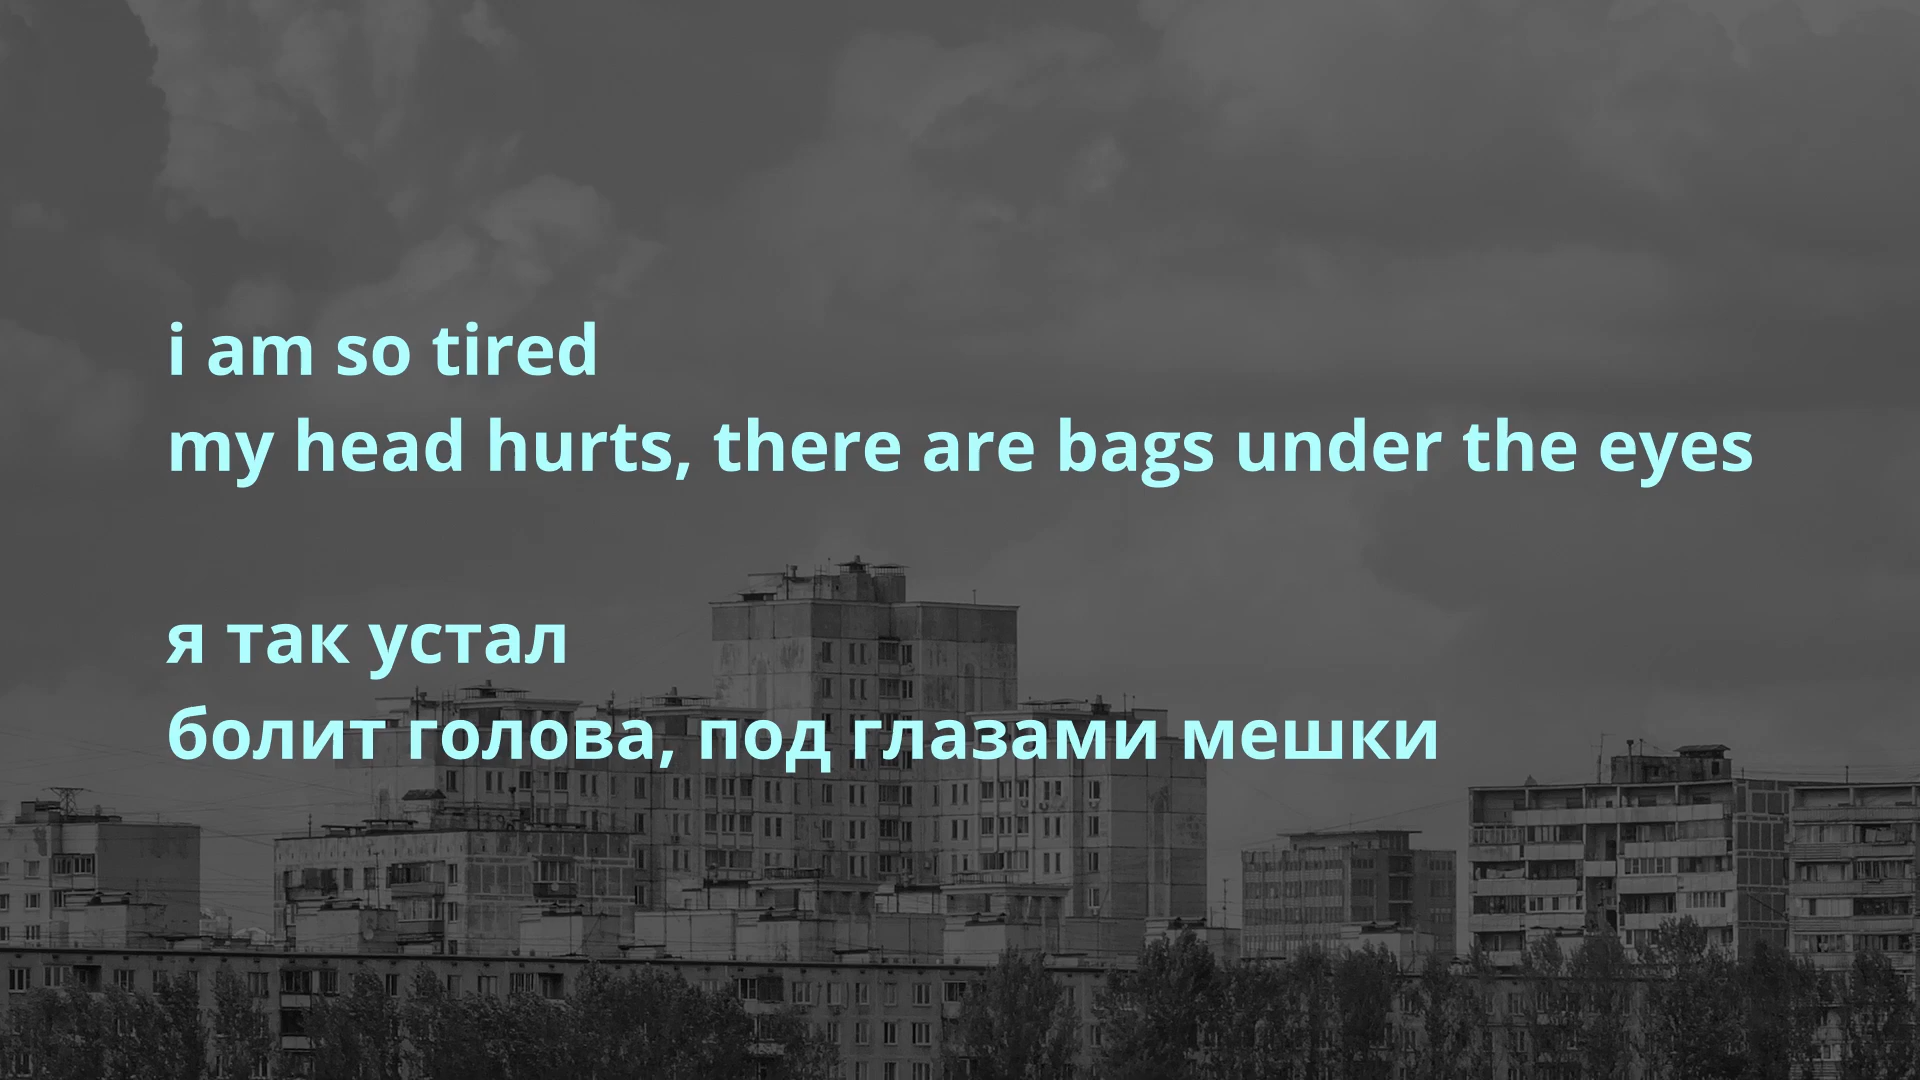 i am so tired
my head hurts, there are bags under the eyes
я так устал
болит голова, под глазами мешки